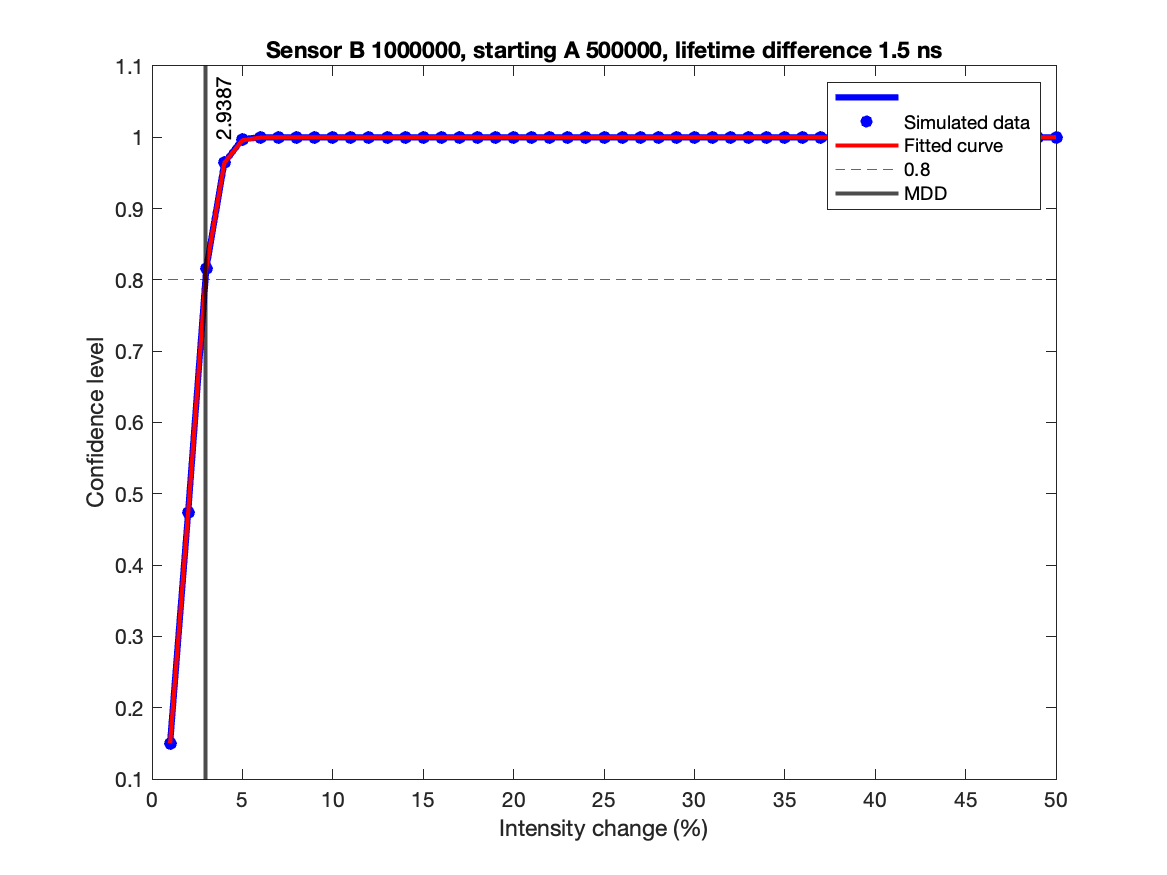 Sensor B 1000000, starting A 500000, lifetime difference 1.5 ns
1.1
1
0.9
0.8
0.7
0.6
0.5
0.4
0.3
0.2
0.1
Confidence level
2.9387
Simulated data
Fitted curve
0.8
MDD
0 5 10 15 20 25 30 35 40 45 50
Intensity change (%)